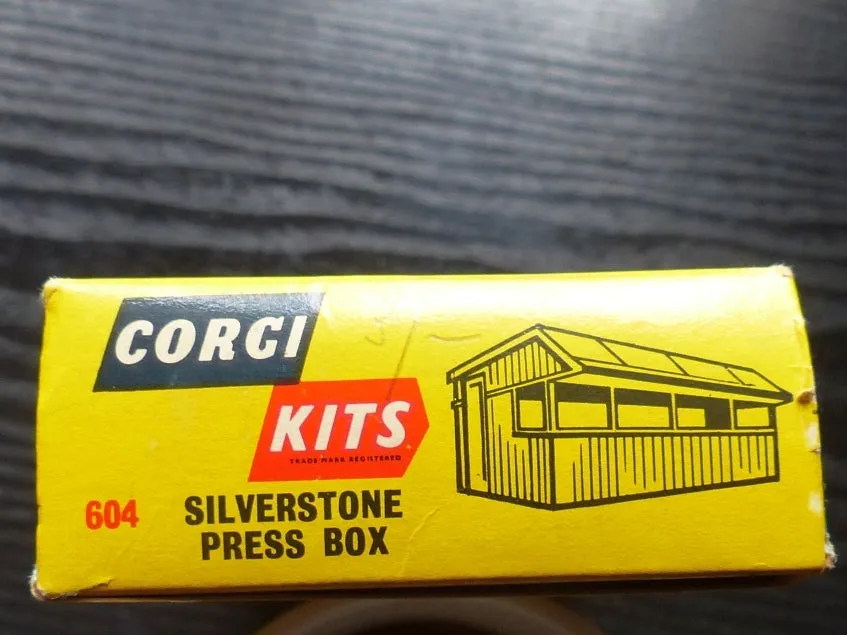 CORGI
KITS
TRADE MARK REGISTERED
604 SILVERSTONE
PRESS BOX